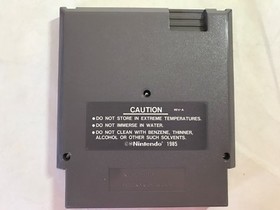 CAUTION REV-A
• DO NOT STORE IN EXTREME TEMPERATURES.
• DO NOT IMMERSE IN WATER.
• DO NOT CLEAN WITH BENZENE, THINNER,
ALCOHOL OR OTHER SUCH SOLVENTS.
©®Nintendo 1985